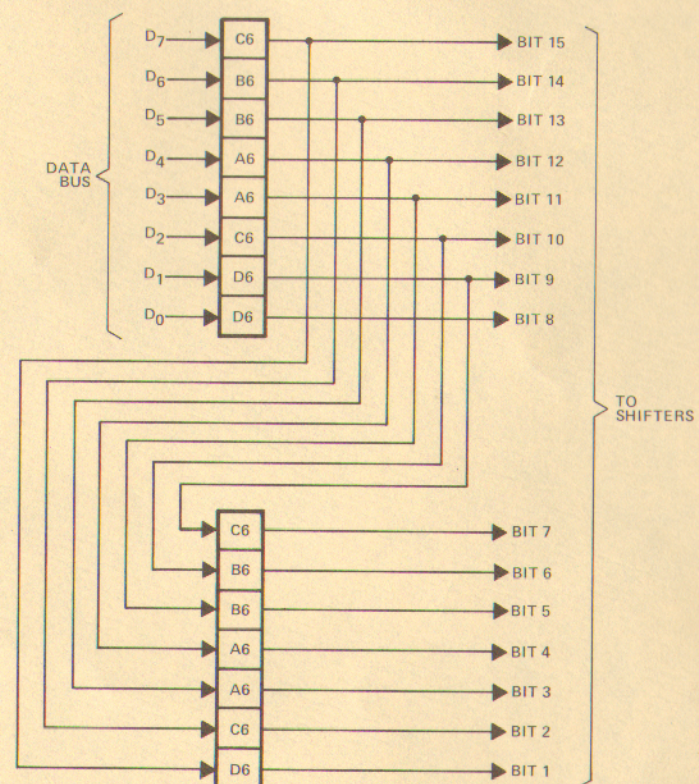 D7 C6 BIT 15
D6 B6 BIT 14
D5 B6 BIT 13
D4 A6 BIT 12
DATA
BUS
D3 A6 BIT 11
D2 C6 BIT 10
D1 D6 BIT 9
D0 D6 BIT 8
TO
SHIFTERS
C6 BIT 7
B6 BIT 6
B6 BIT 5
A6 BIT 4
A6 BIT 3
C6 BIT 2
D6 BIT 1